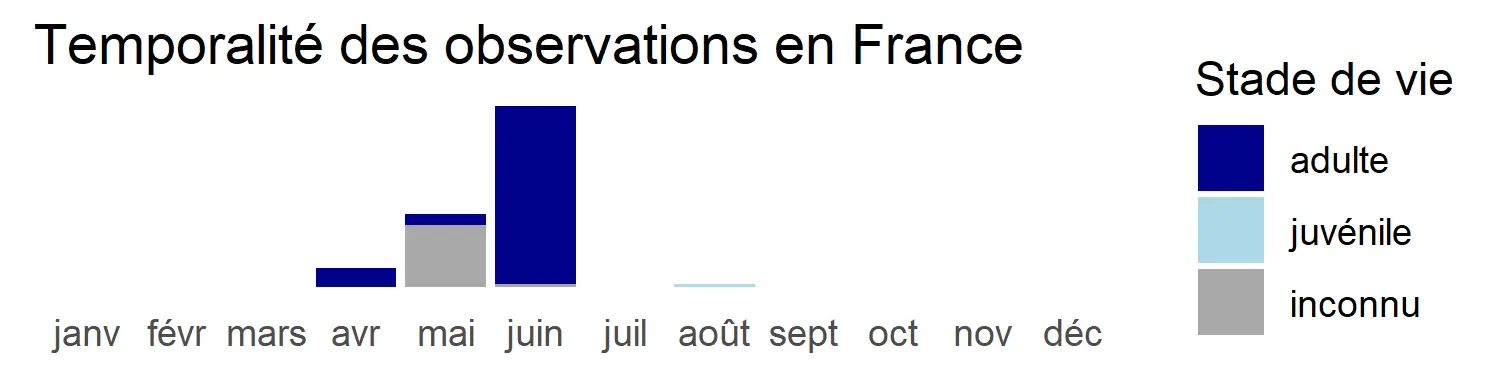 Temporalité des observations en France
janv févr mars avr mai juin juil août sept oct nov déc
Stade de vie
adulte
juvénile
inconnu